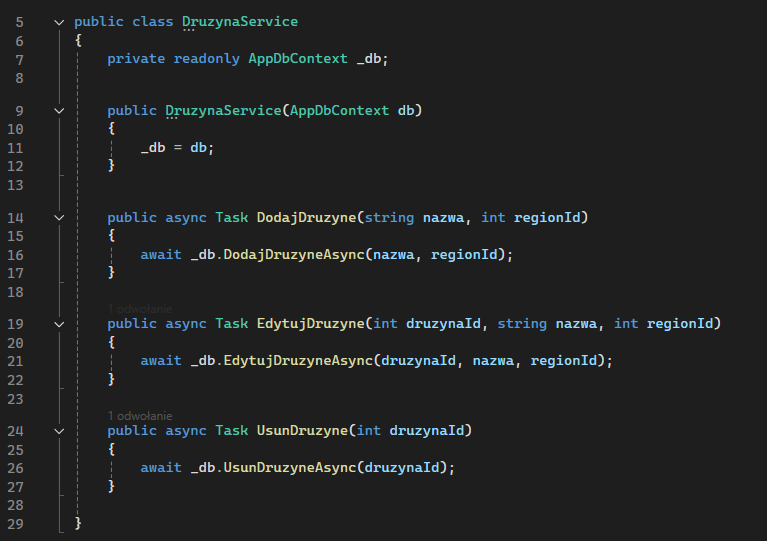 5 public class DruzynaService
6 {
7 private readonly AppDbContext _db;
8
9 public DruzynaService(AppDbContext db)
10 {
11 _db = db;
12 }
13
14 public async Task DodajDruzyne(string nazwa, int regionId)
15 {
16 await _db.DodajDruzyneAsync(nazwa, regionId);
17 }
18
1 odwołanie
19 public async Task EdytujDruzyne(int druzynaId, string nazwa, int regionId)
20 {
21 await _db.EdytujDruzyneAsync(druzynaId, nazwa, regionId);
22 }
23
1 odwołanie
24 public async Task UsunDruzyne(int druzynaId)
25 {
26 await _db.UsunDruzyneAsync(druzynaId);
27 }
28
29 }